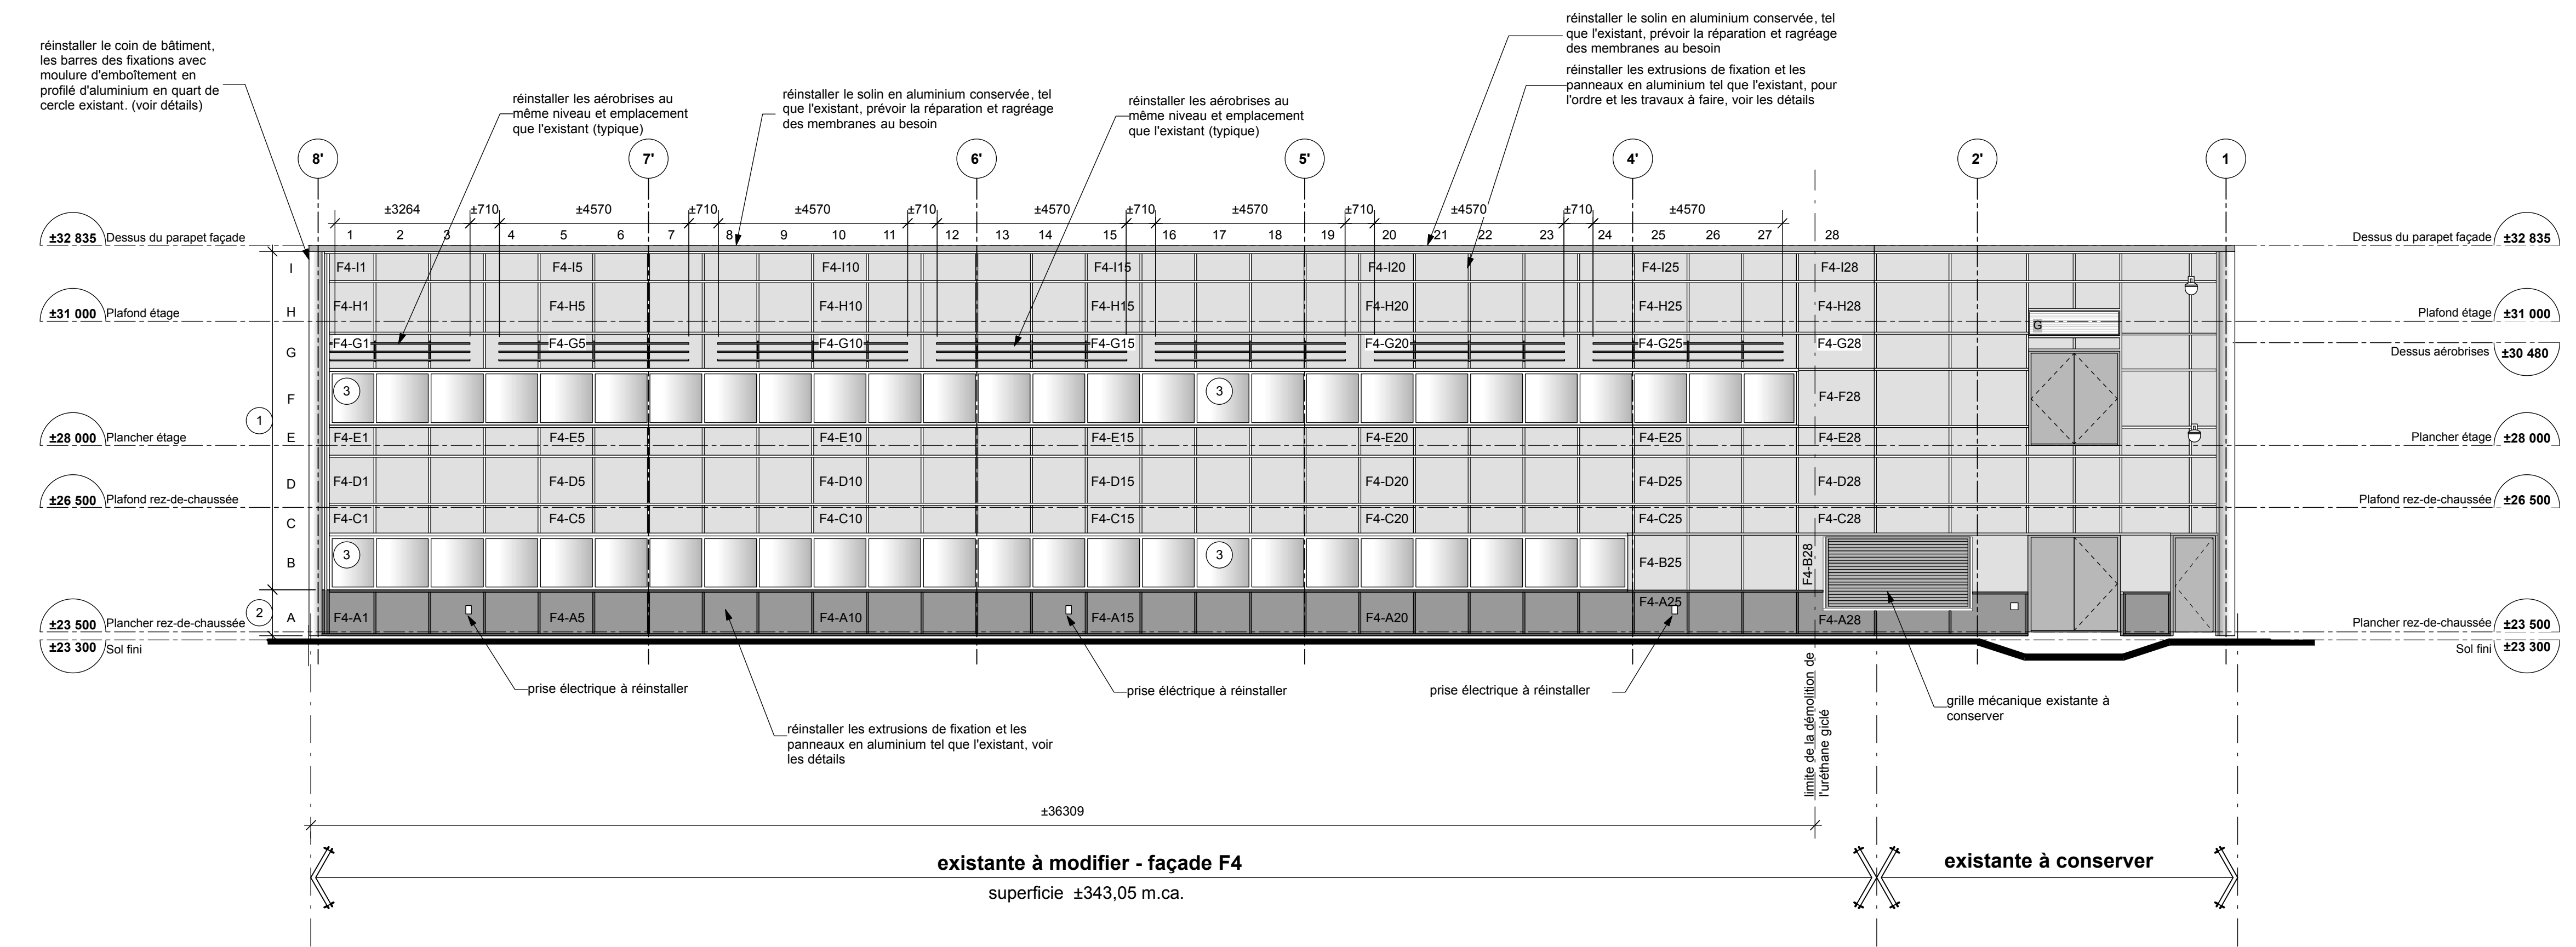 réinstaller le coin de bâtiment,
les barres des fixations avec
moulure d'emboîtement en
profilé d'aluminium en quart de
cercle existant. (voir détails)
réinstaller les aérobrises au
même niveau et emplacement
que l'existant (typique)
réinstaller le solin en aluminium conservée, tel
que l'existant, prévoir la réparation et ragréage
des membranes au besoin
réinstaller les aérobrises au
même niveau et emplacement
que l'existant (typique)
réinstaller le solin en aluminium conservée, tel
que l'existant, prévoir la réparation et ragréage
des membranes au besoin
réinstaller les extrusions de fixation et les
panneaux en aluminium tel que l'existant, pour
l'ordre et les travaux à faire, voir les détails
8' 7' 6' 5' 4' 2' 1
±3264 ±710 ±4570 ±710 ±4570 ±710 ±4570 ±710 ±4570 ±710 ±4570 ±710 ±4570
1 2 3 4 5 6 7 8 9 10 11 12 13 14 15 16 17 18 19 20 21 22 23 24 25 26 27 28
±32 835 Dessus du parapet façade
Dessus du parapet façade ±32 835
I F4-I1 F4-I5 F4-I10 F4-I15 F4-I20 F4-I25 F4-I28
H F4-H1 F4-H5 F4-H10 F4-H15 F4-H20 F4-H25 F4-H28
±31 000 Plafond étage
Plafond étage ±31 000
G
G F4-G1 F4-G5 F4-G10 F4-G15 F4-G20 F4-G25 F4-G28
Dessus aérobrises ±30 480
3 3
F F4-F28
1
±28 000 Plancher étage
E F4-E1 F4-E5 F4-E10 F4-E15 F4-E20 F4-E25 F4-E28
Plancher étage ±28 000
D F4-D1 F4-D5 F4-D10 F4-D15 F4-D20 F4-D25 F4-D28
±26 500 Plafond rez-de-chaussée
Plafond rez-de-chaussée ±26 500
C F4-C1 F4-C5 F4-C10 F4-C15 F4-C20 F4-C25 F4-C28
3 3
B F4-B25 F4-B28
2
A F4-A1 F4-A5 F4-A10 F4-A15 F4-A20 F4-A25 F4-A28
±23 500 Plancher rez-de-chaussée
Plancher rez-de-chaussée ±23 500
±23 300 Sol fini
Sol fini ±23 300
prise électrique à réinstaller
prise éléctrique à réinstaller
prise électrique à réinstaller
limite de la démolition de
l'uréthane giclé
grille mécanique existante à
conserver
réinstaller les extrusions de fixation et les
panneaux en aluminium tel que l'existant, voir
les détails
±36309
existante à modifier - façade F4
superficie ±343,05 m.ca.
existante à conserver